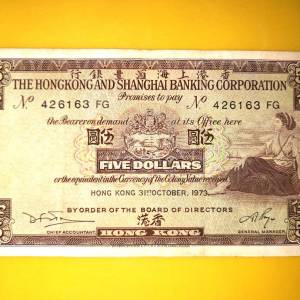 香港上海滙豐銀行
THE HONGKONG AND SHANGHAI BANKING CORPORATION
Promises to pay
No 426163 FG No 426163 FG
the Bearer on demand at its Office here
伍圓 伍圓
FIVE DOLLARS
or the equivalent in the Currency of the Colony value received
HONG KONG 31ST OCTOBER, 1973
BY ORDER OF THE BOARD OF DIRECTORS
香港
CHIEF ACCOUNTANT HONG KONG GENERAL MANAGER